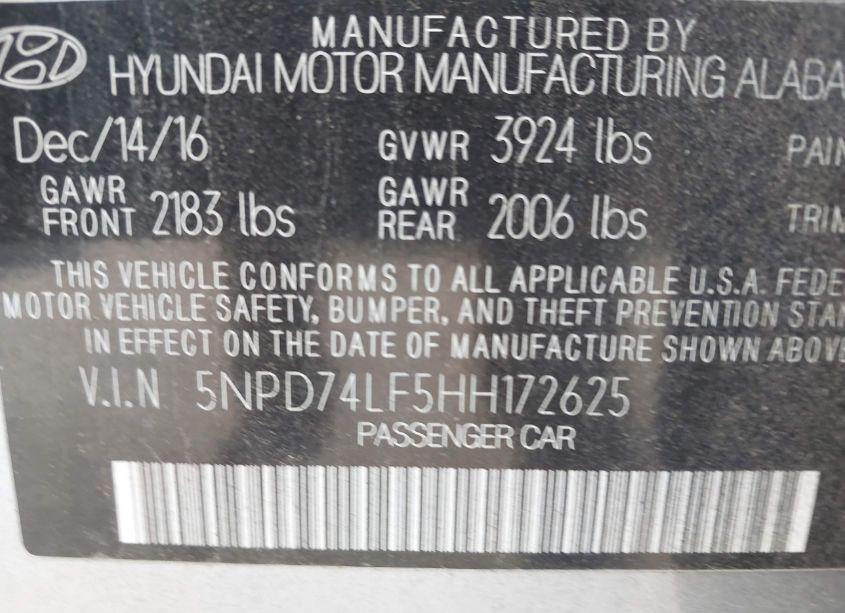 MANUFACTURED BY
HYUNDAI MOTOR MANUFACTURING ALABA
Dec/14/16 GVWR 3924 lbs PAIN
GAWR FRONT 2183 lbs GAWR REAR 2006 lbs TRIM
THIS VEHICLE CONFORMS TO ALL APPLICABLE U.S.A. FEDE
MOTOR VEHICLE SAFETY, BUMPER, AND THEFT PREVENTION STAN
IN EFFECT ON THE DATE OF MANUFACTURE SHOWN ABOVE
V.I.N 5NPD74LF5HH172625
PASSENGER CAR